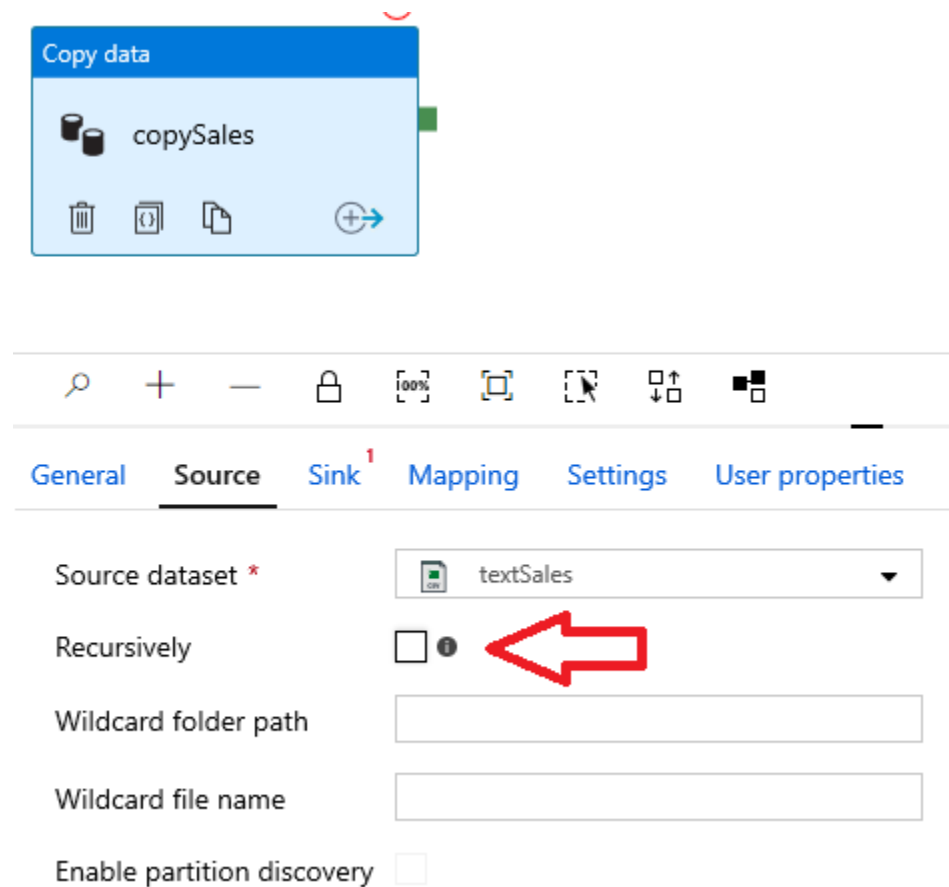 Copy data
copySales
100%
General Source Sink 1 Mapping Settings User properties
Source dataset * textSales
Recursively
Wildcard folder path
Wildcard file name
Enable partition discovery